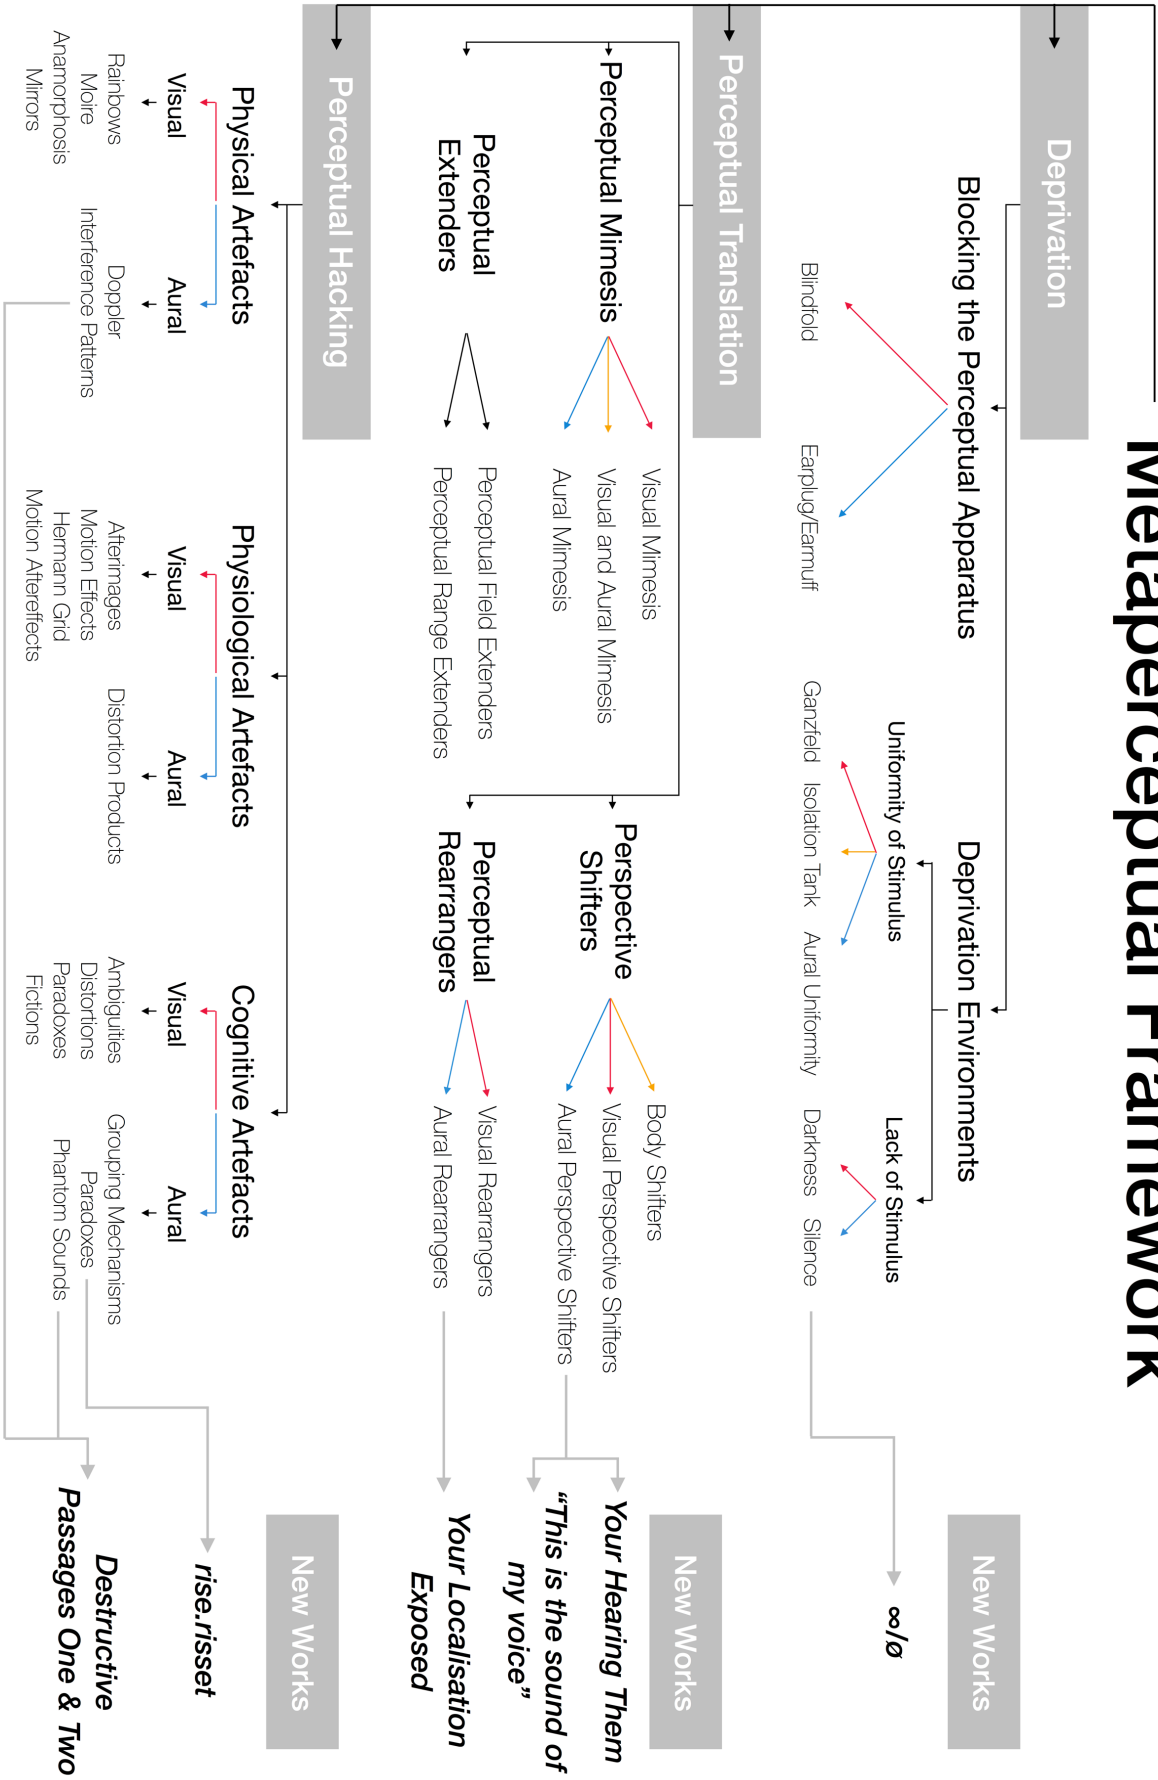 Metaperceptual Framework
Deprivation
Blocking the Perceptual Apparatus
Blindfold
Earplug/Earmuff
Deprivation Environments
Uniformity of Stimulus
Ganzfeld
Isolation Tank
Aural Uniformity
Lack of Stimulus
Darkness
Silence
New Works
∞/ø
Perceptual Translation
Perceptual Mimesis
Visual Mimesis
Visual and Aural Mimesis
Aural Mimesis
Perceptual
Extenders
Perceptual Field Extenders
Perceptual Range Extenders
Perspective
Shifters
Body Shifters
Visual Perspective Shifters
Aural Perspective Shifters
Perceptual
Rearrangers
Visual Rearrangers
Aural Rearrangers
New Works
Your Hearing Them
“This is the sound of
my voice”
Your Localisation
Exposed
Perceptual Hacking
Physical Artefacts
Visual
Rainbows
Moire
Anamorphosis
Mirrors
Aural
Doppler
Interference Patterns
Physiological Artefacts
Visual
Afterimages
Motion Effects
Hermann Grid
Motion Aftereffects
Aural
Distortion Products
Cognitive Artefacts
Visual
Ambiguities
Distortions
Paradoxes
Fictions
Aural
Grouping Mechanisms
Paradoxes
Phantom Sounds
New Works
rise.risset
Destructive
Passages One & Two